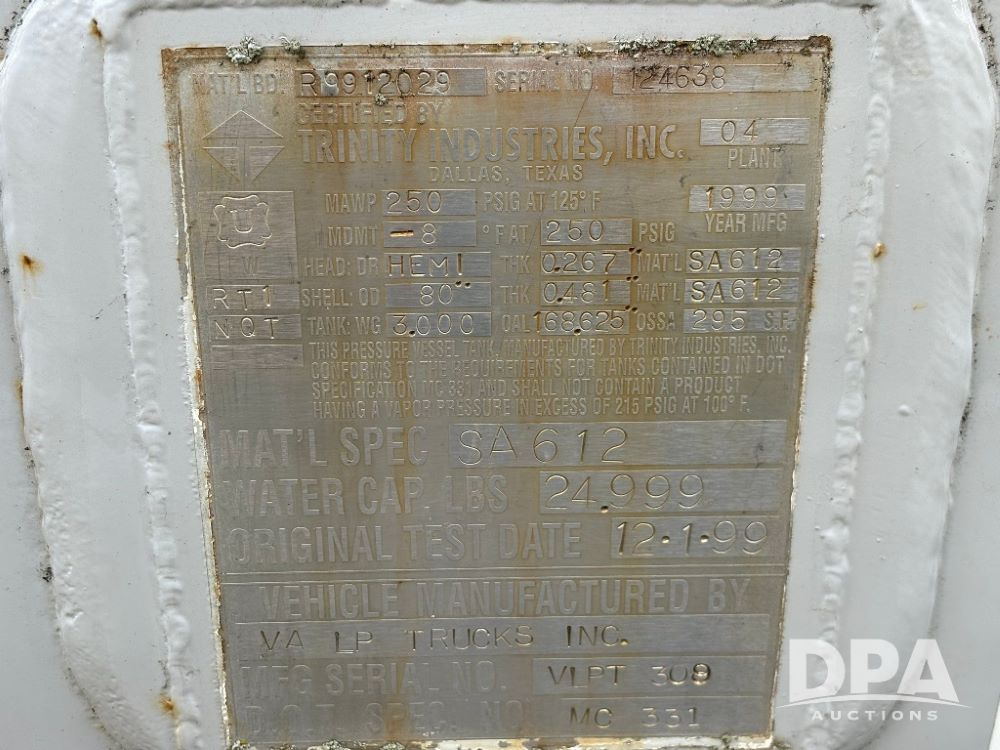 NAT'L BD. R9912029 SERIAL NO. 124638
CERTIFIED BY
TRINITY INDUSTRIES, INC. 04
DALLAS, TEXAS PLANT
MAWP 250 PSIG AT 125° F 1999
U MDMT -8 °F AT 250 PSIG YEAR MFG
W HEAD: DR HEMI THK 0.267" MAT'L SA612
RT1 SHELL: OD 80" THK 0.481" MAT'L SA612
NQT TANK: WG 3,000 OAL 168.625" OSSA 295 S.F.
THIS PRESSURE VESSEL TANK, MANUFACTURED BY TRINITY INDUSTRIES, INC.
CONFORMS TO THE REQUIREMENTS FOR TANKS CONTAINED IN DOT
SPECIFICATION MC 331 AND SHALL NOT CONTAIN A PRODUCT
HAVING A VAPOR PRESSURE IN EXCESS OF 215 PSIG AT 100° F.
MAT'L SPEC SA612
WATER CAP. LBS 24,999
ORIGINAL TEST DATE 12·1·99
VEHICLE MANUFACTURED BY
VA LP TRUCKS INC.
MFG SERIAL NO. VLPT 309
D.O.T. SPEC. NO. MC 331
DPA
AUCTIONS